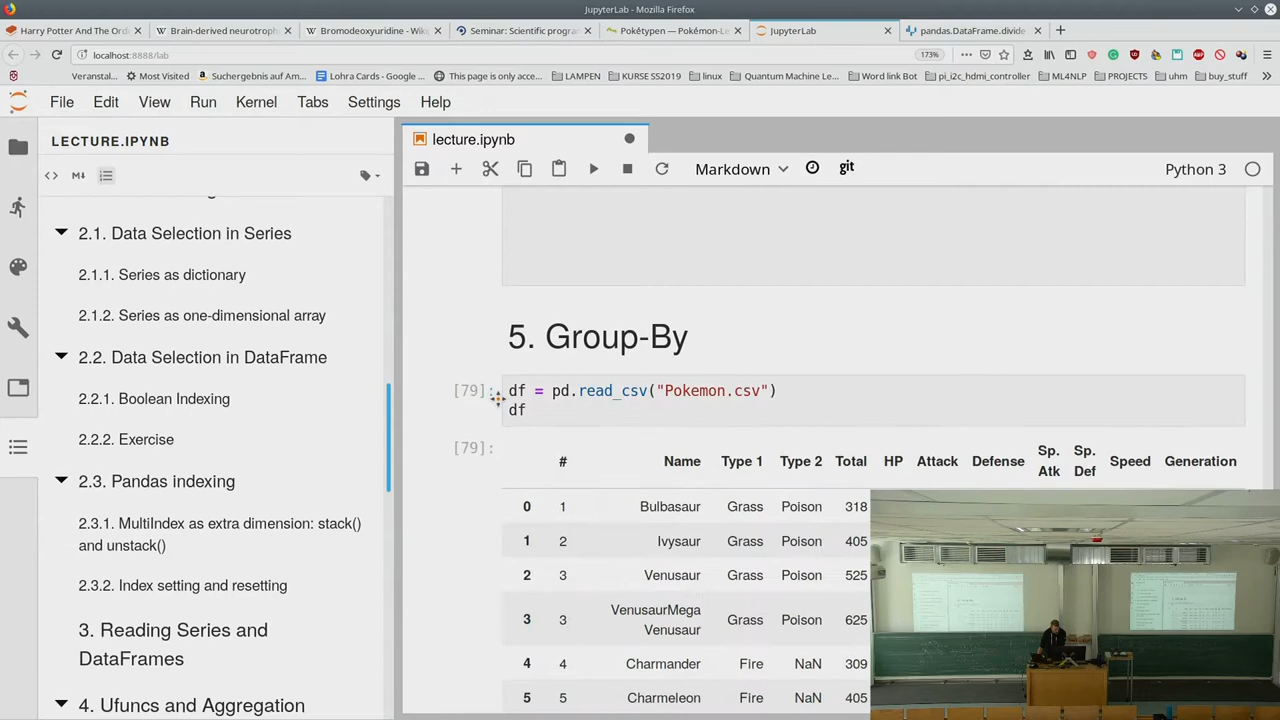 JupyterLab - Mozilla Firefox
Harry Potter And The Ord
Brain-derived neurotroph
Bromodeoxyuridine - Wiki
Seminar: Scientific program
Pokétypen — Pokémon-Le
JupyterLab
pandas.DataFrame.divide
localhost:8888/lab
173%
Veranstal...
Most Visited
Suchergebnis auf Am...
Lohra Cards - Google ...
This page is only acce...
LAMPEN
KURSE SS2019
linux
Quantum Machine Le...
Word link Bot
pi_i2c_hdmi_controller
ML4NLP
PROJECTS
uhm
buy_stuff
File
Edit
View
Run
Kernel
Tabs
Settings
Help
LECTURE.IPYNB
2.1. Data Selection in Series
2.1.1. Series as dictionary
2.1.2. Series as one-dimensional array
2.2. Data Selection in DataFrame
2.2.1. Boolean Indexing
2.2.2. Exercise
2.3. Pandas indexing
2.3.1. MultiIndex as extra dimension: stack()
and unstack()
2.3.2. Index setting and resetting
3. Reading Series and
DataFrames
4. Ufuncs and Aggregation
lecture.ipynb
Markdown
git
Python 3
5. Group-By
[79]: df = pd.read_csv("Pokemon.csv")
df
[79]:
# Name Type 1 Type 2 Total HP Attack Defense Sp. Atk Sp. Def Speed Generation
0 1 Bulbasaur Grass Poison 318
1 2 Ivysaur Grass Poison 405
2 3 Venusaur Grass Poison 525
3 3 VenusaurMega Venusaur Grass Poison 625
4 4 Charmander Fire NaN 309
5 5 Charmeleon Fire NaN 405